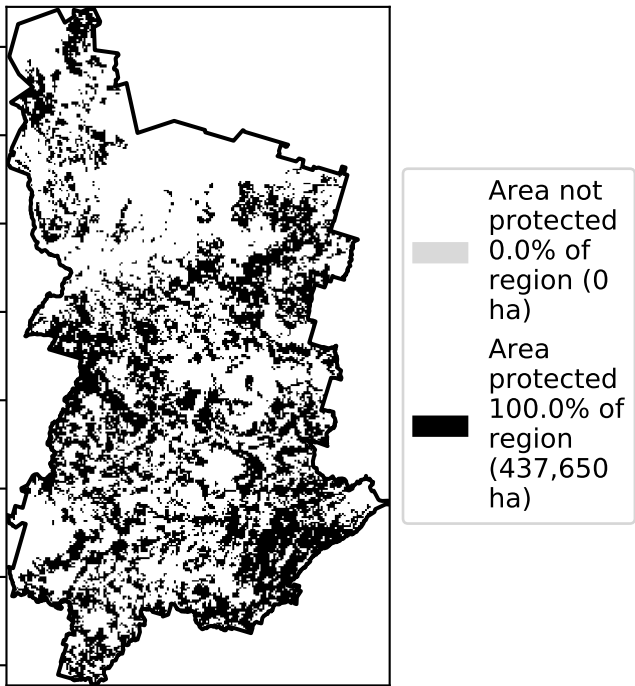 Area not
protected
0.0% of
region (0
ha)
Area
protected
100.0% of
region
(437,650
ha)